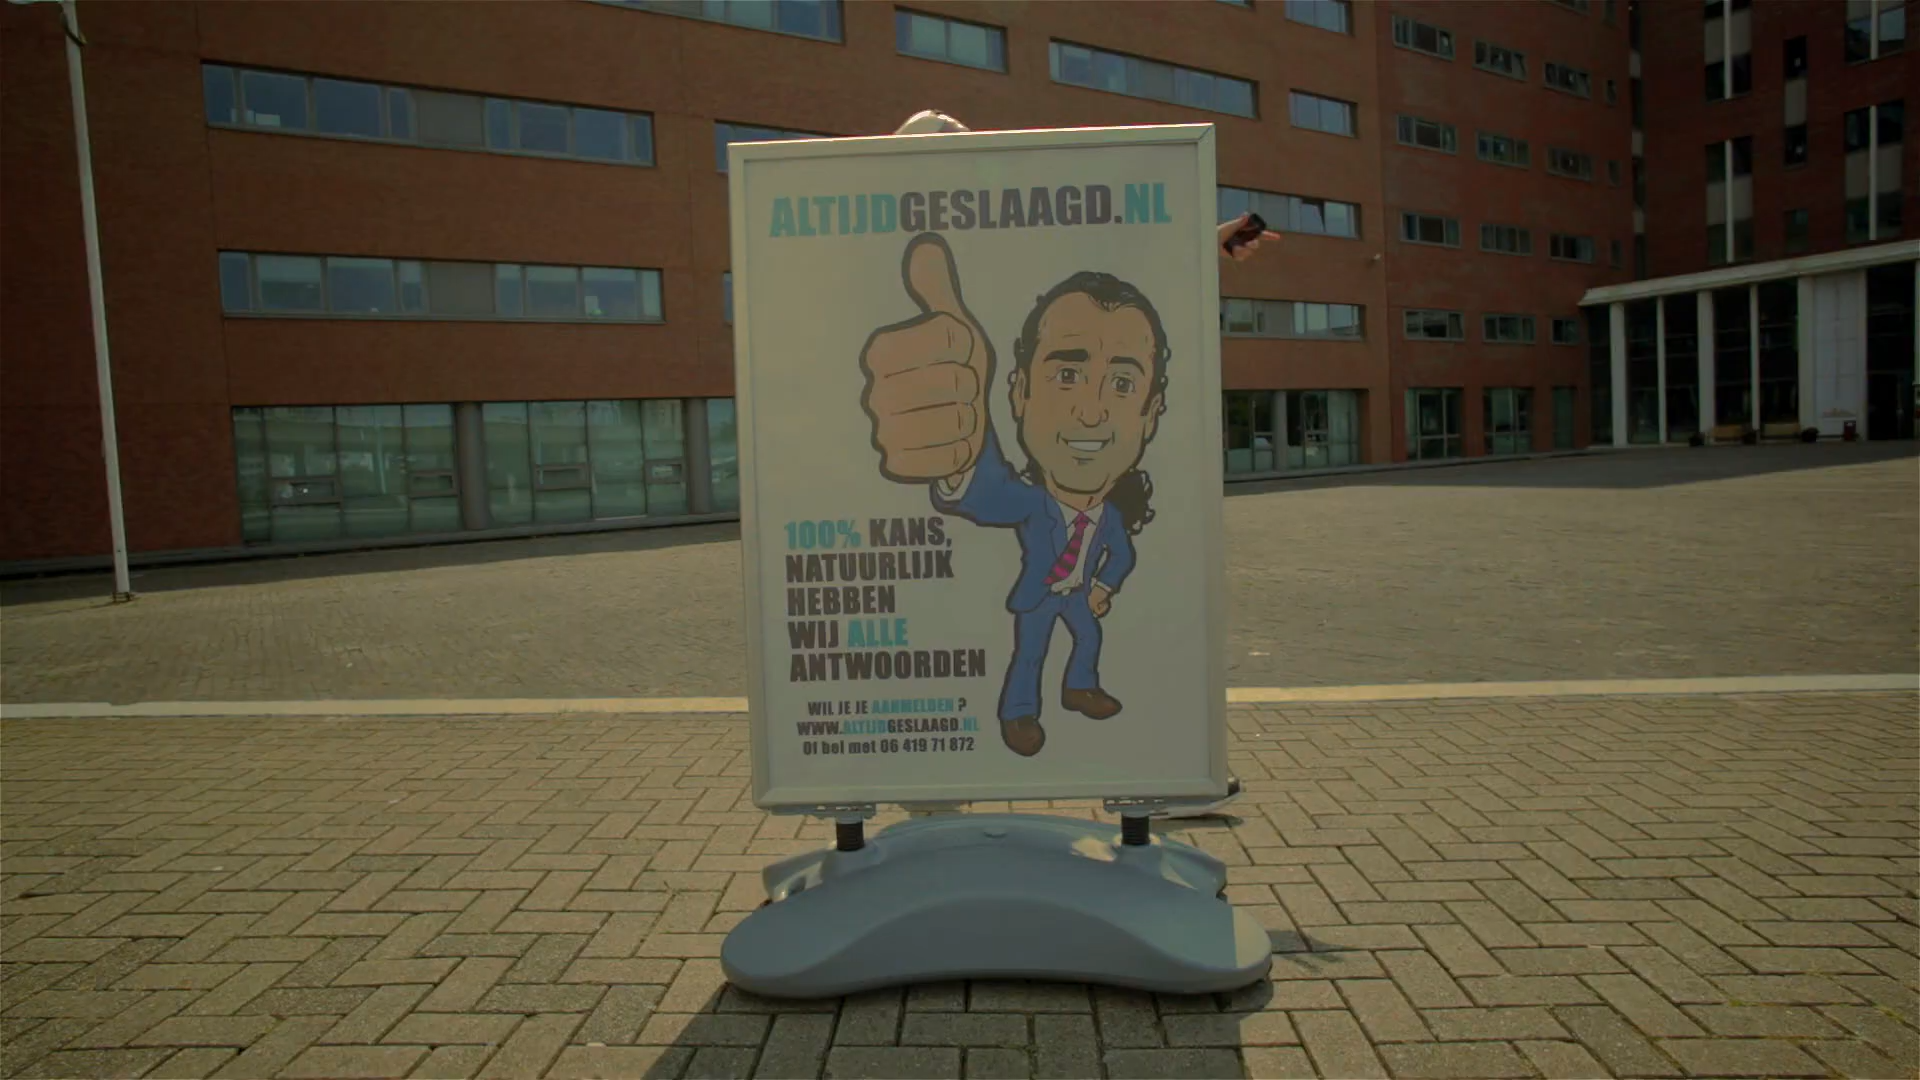 ALTIJDGESLAAGD.NL
100% KANS,
NATUURLIJK
HEBBEN
WIJ ALLE
ANTWOORDEN
WIL JE JE AANMELDEN ?
WWW.ALTIJDGESLAAGD.NL
Of bel met 06 419 71 872